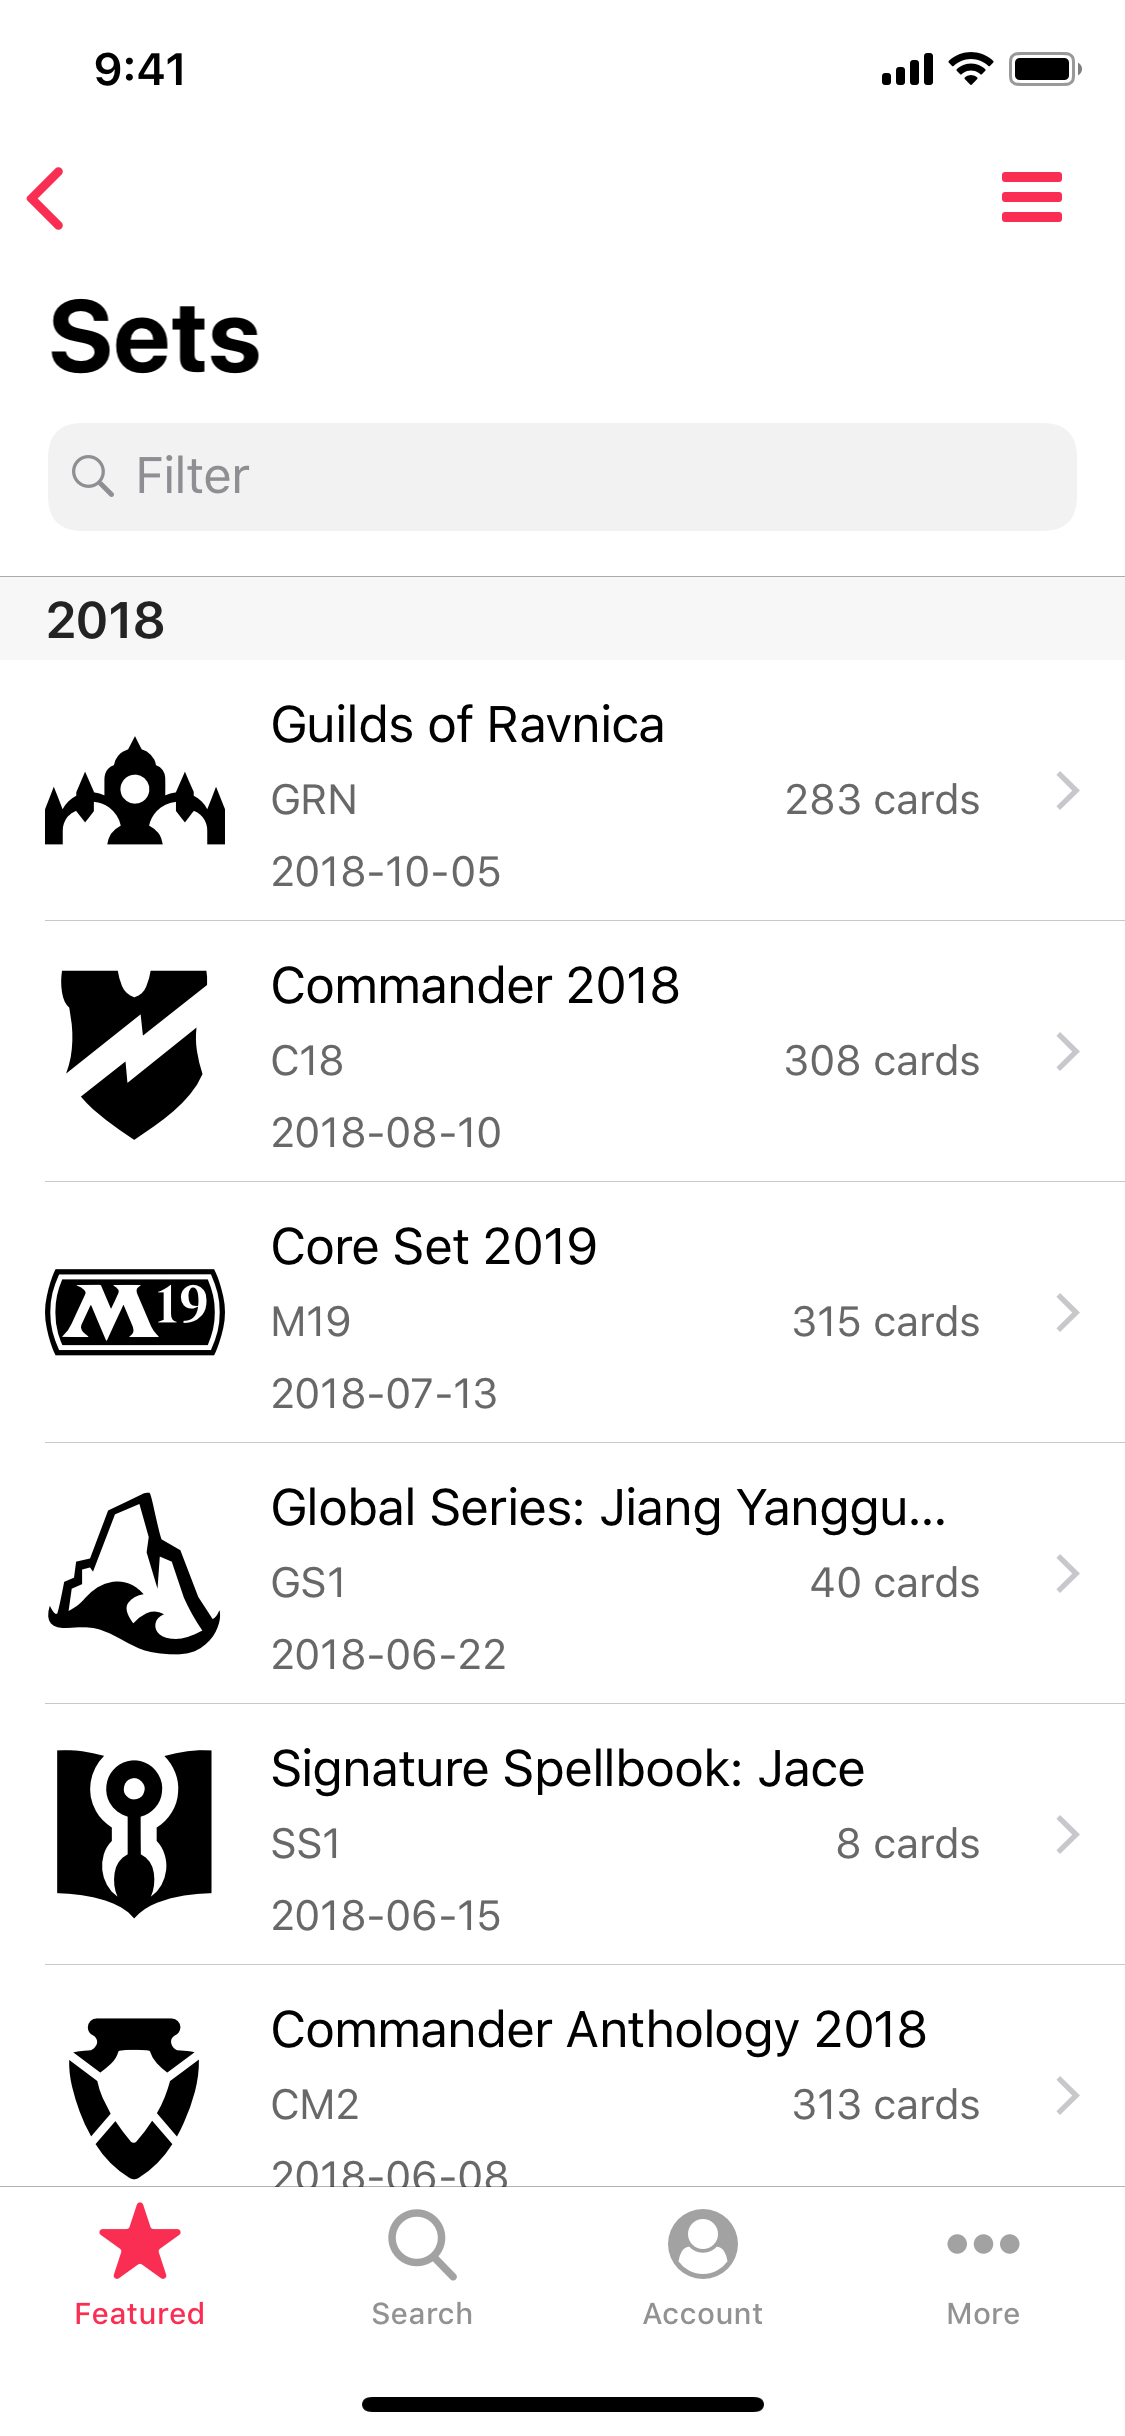 9:41
Sets
Filter
2018
Guilds of Ravnica
GRN 283 cards
2018-10-05
Commander 2018
C18 308 cards
2018-08-10
M19
Core Set 2019
M19 315 cards
2018-07-13
Global Series: Jiang Yanggu...
GS1 40 cards
2018-06-22
Signature Spellbook: Jace
SS1 8 cards
2018-06-15
Commander Anthology 2018
CM2 313 cards
2018-06-08
Featured Search Account More